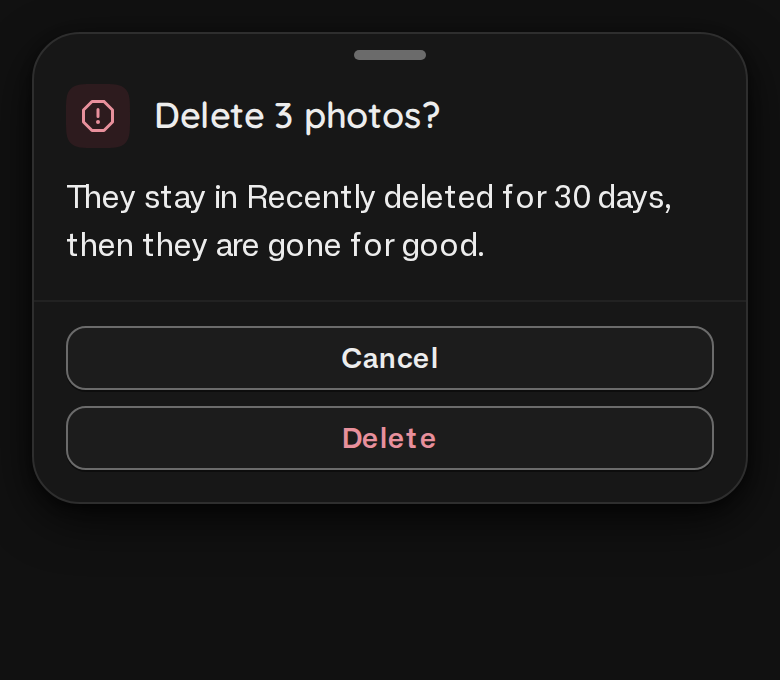 Delete 3 photos?
They stay in Recently deleted for 30 days,
then they are gone for good.
Cancel
Delete